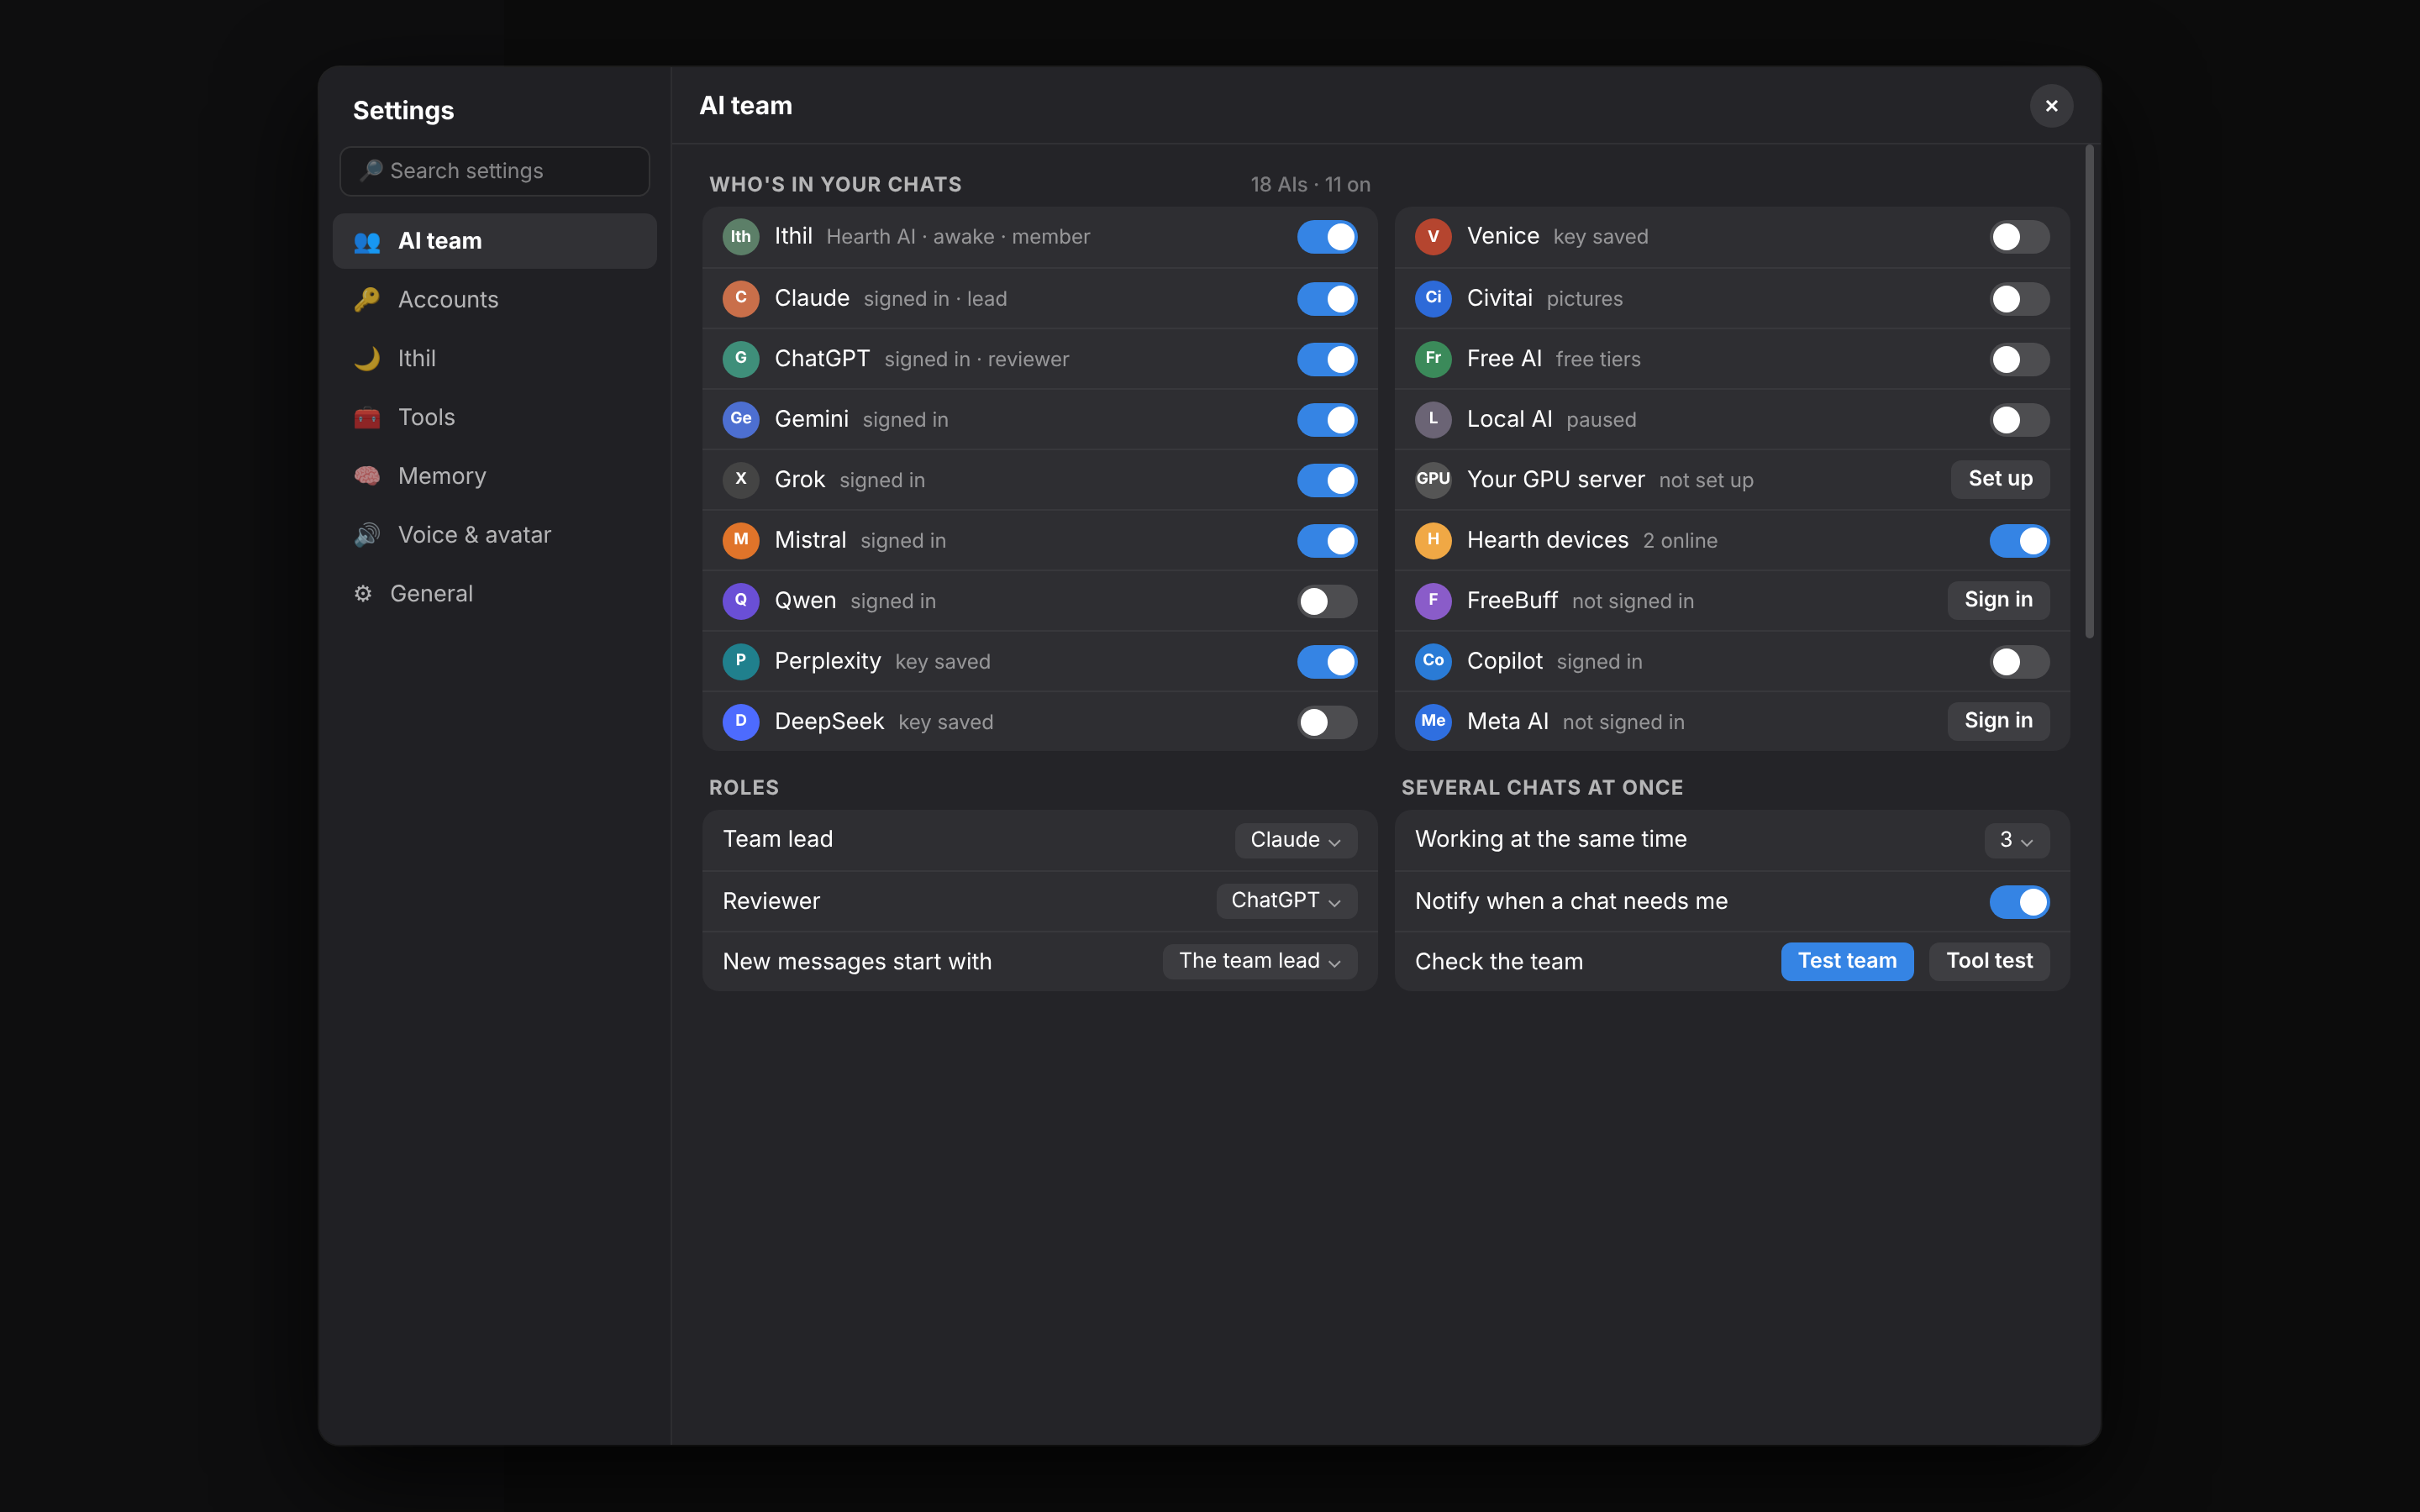 Settings
🔎 Search settings
👥 AI team
🔑 Accounts
🌙 Ithil
🧰 Tools
🧠 Memory
🔊 Voice & avatar
⚙ General
AI team
×
WHO'S IN YOUR CHATS
18 AIs · 11 on
Ith Ithil Hearth AI · awake · member
C Claude signed in · lead
G ChatGPT signed in · reviewer
Ge Gemini signed in
X Grok signed in
M Mistral signed in
Q Qwen signed in
P Perplexity key saved
D DeepSeek key saved
V Venice key saved
Ci Civitai pictures
Fr Free AI free tiers
L Local AI paused
GPU Your GPU server not set up Set up
H Hearth devices 2 online
F FreeBuff not signed in Sign in
Co Copilot signed in
Me Meta AI not signed in Sign in
ROLES
Team lead Claude
Reviewer ChatGPT
New messages start with The team lead
SEVERAL CHATS AT ONCE
Working at the same time 3
Notify when a chat needs me
Check the team Test team Tool test